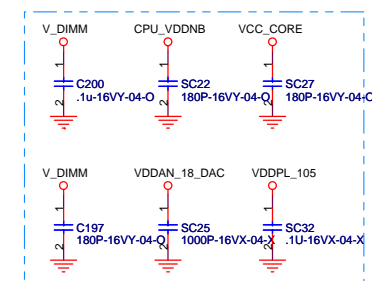 V_DIMM CPU_VDDNB VCC_CORE
1 1 1
C200 SC22 SC27
.1u-16VY-04-O 180P-16VY-04-O 180P-16VY-04-O
2 2 2
V_DIMM VDDAN_18_DAC VDDPL_105
1 1 1
C197 SC25 SC32
180P-16VY-04-O 1000P-16VX-04-X .1U-16VX-04-X
2 2 2